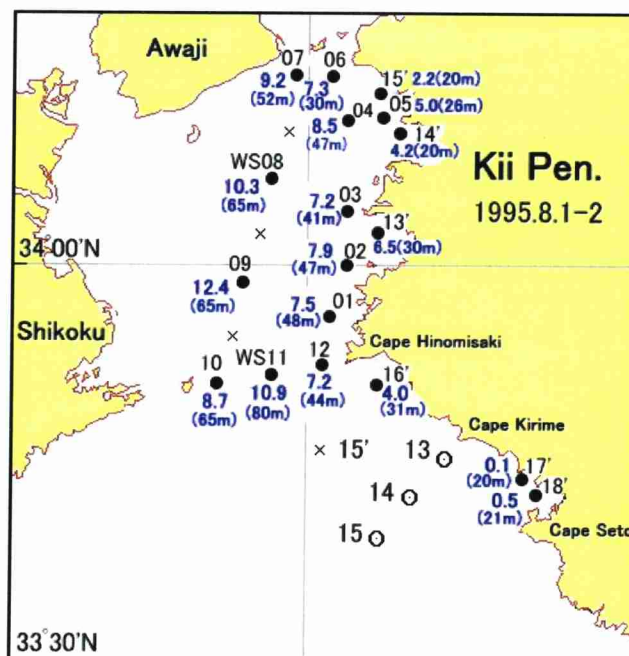 Awaji
07
06
9.2
(52m)
7.3
(30m)
15' 2.2(20m)
04
05 5.0(26m)
8.5
(47m)
14'
4.2(20m)
WS08
10.3
(65m)
Kii Pen.
1995.8.1-2
03
7.2
(41m)
13'
6.5(30m)
34°00'N
02
7.9
(47m)
09
12.4
(65m)
01
7.5
(48m)
Shikoku
Cape Hinomisaki
10
WS11
12
16'
8.7
(65m)
10.9
(80m)
7.2
(44m)
4.0
(31m)
Cape Kirime
15'
13
0.1
(20m)
17'
14
0.5
(21m)
18'
15
Cape Seto
33°30'N